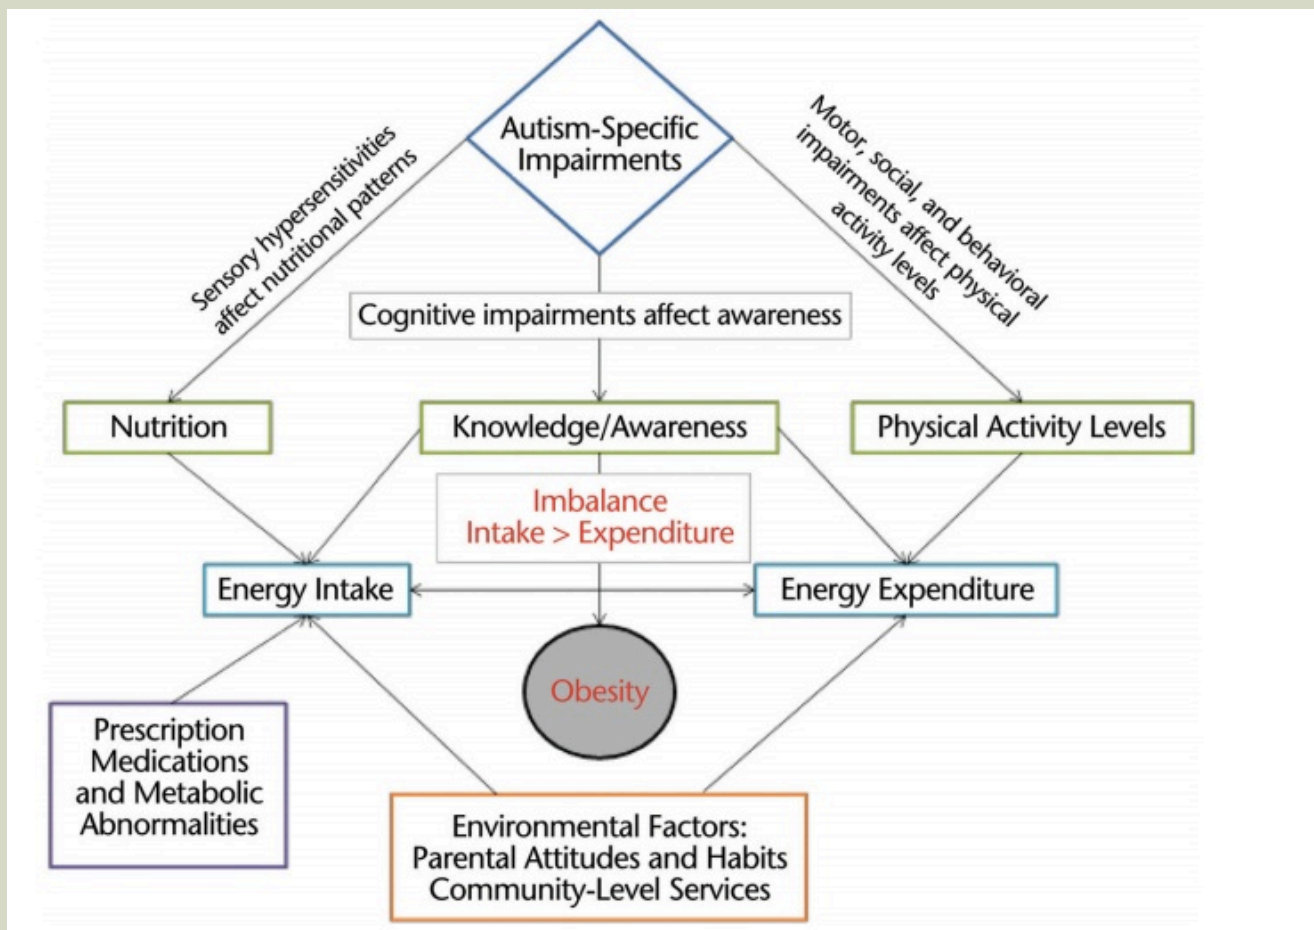 Autism-Specific
Impairments
Sensory hypersensitivities
affect nutritional patterns
Motor, social, and behavioral
impairments affect physical
activity levels
Cognitive impairments affect awareness
Nutrition
Knowledge/Awareness
Physical Activity Levels
Imbalance
Intake > Expenditure
Energy Intake
Energy Expenditure
Obesity
Prescription
Medications
and Metabolic
Abnormalities
Environmental Factors:
Parental Attitudes and Habits
Community-Level Services